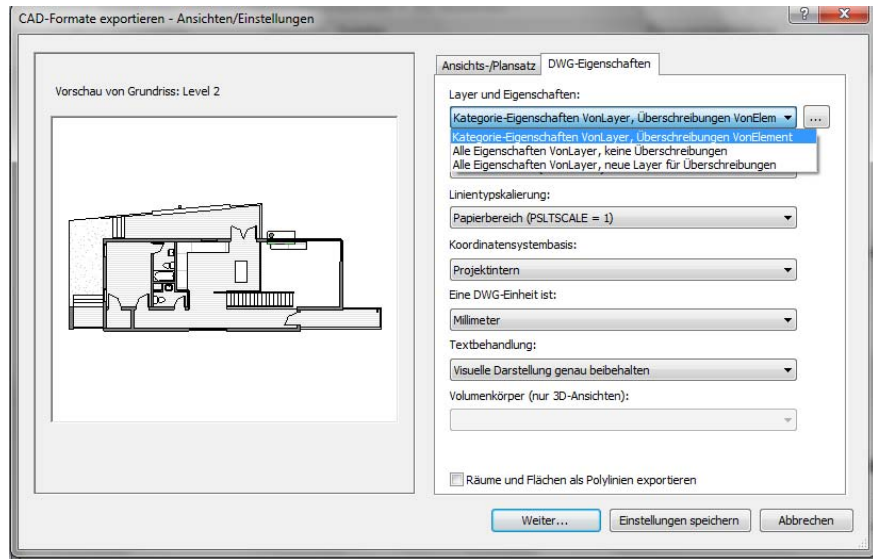 CAD-Formate exportieren - Ansichten/Einstellungen
Vorschau von Grundriss: Level 2
Ansichts-/Plansatz
DWG-Eigenschaften
Layer und Eigenschaften:
Kategorie-Eigenschaften VonLayer, Überschreibungen VonElem
...
Kategorie-Eigenschaften VonLayer, Überschreibungen VonElement
Alle Eigenschaften VonLayer, keine Überschreibungen
Alle Eigenschaften VonLayer, neue Layer für Überschreibungen
Linientypskalierung:
Papierbereich (PSLTSCALE = 1)
Koordinatensystembasis:
Projektintern
Eine DWG-Einheit ist:
Millimeter
Textbehandlung:
Visuelle Darstellung genau beibehalten
Volumenkörper (nur 3D-Ansichten):
Räume und Flächen als Polylinien exportieren
Weiter...
Einstellungen speichern
Abbrechen